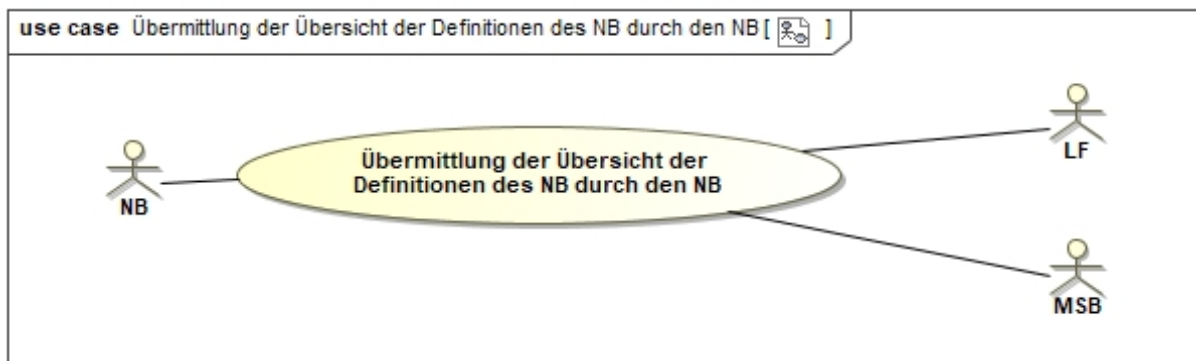 use case Übermittlung der Übersicht der Definitionen des NB durch den NB [ ]
LF
Übermittlung der Übersicht der
Definitionen des NB durch den NB
NB
MSB